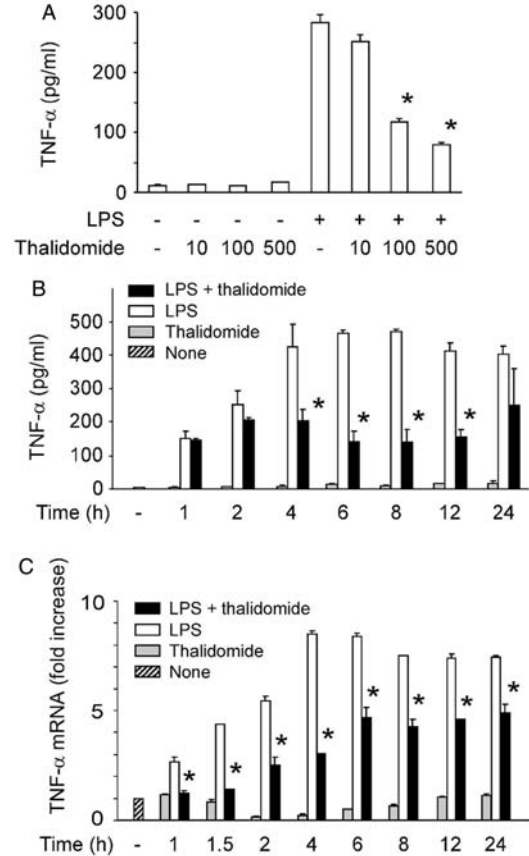 A
300
200
100
0
TNF-α (pg/ml)
*
*
LPS - - - - + + + +
Thalidomide - 10 100 500 - 10 100 500
B
LPS + thalidomide
LPS
Thalidomide
None
500
400
300
200
100
0
TNF-α (pg/ml)
* * * *
Time (h) - 1 2 4 6 8 12 24
C
10
5
0
TNF-α mRNA (fold increase)
LPS + thalidomide
LPS
Thalidomide
None
* * * * * * * *
Time (h) - 1 1.5 2 4 6 8 12 24